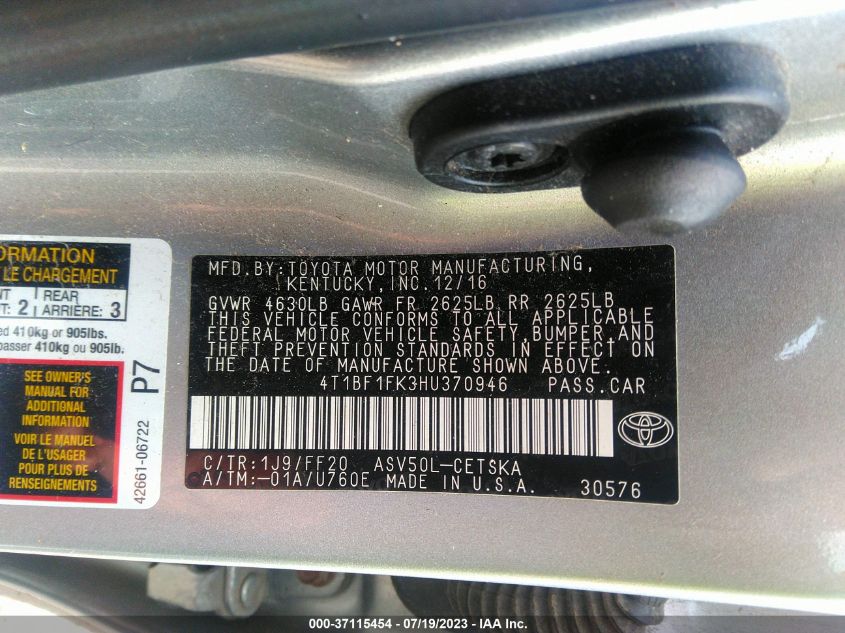 ORMATION
LE CHARGEMENT
NT REAR
T: 2 ARRIÈRE: 3
ed 410kg or 905lbs.
passer 410kg ou 905lb.
SEE OWNER'S
MANUAL FOR
ADDITIONAL
INFORMATION
VOIR LE MANUEL
DE L'USAGER
POUR PLUS DE
RENSEIGNEMENTS
P7
42661-06722
MFD.BY:TOYOTA MOTOR MANUFACTURING,
KENTUCKY, INC.12/16
GVWR 4630LB GAWR FR 2625LB RR 2625LB
THIS VEHICLE CONFORMS TO ALL APPLICABLE
FEDERAL MOTOR VEHICLE SAFETY,BUMPER,AND
THEFT PREVENTION STANDARDS IN EFFECT ON
THE DATE OF MANUFACTURE SHOWN ABOVE.
4T1BF1FK3HU370946 PASS.CAR
C/TR:1J9/FF20 ASV50L-CETSKA
A/TM:-01A/U760E MADE IN U.S.A. 30576
000-37115454 - 07/19/2023 - IAA Inc.